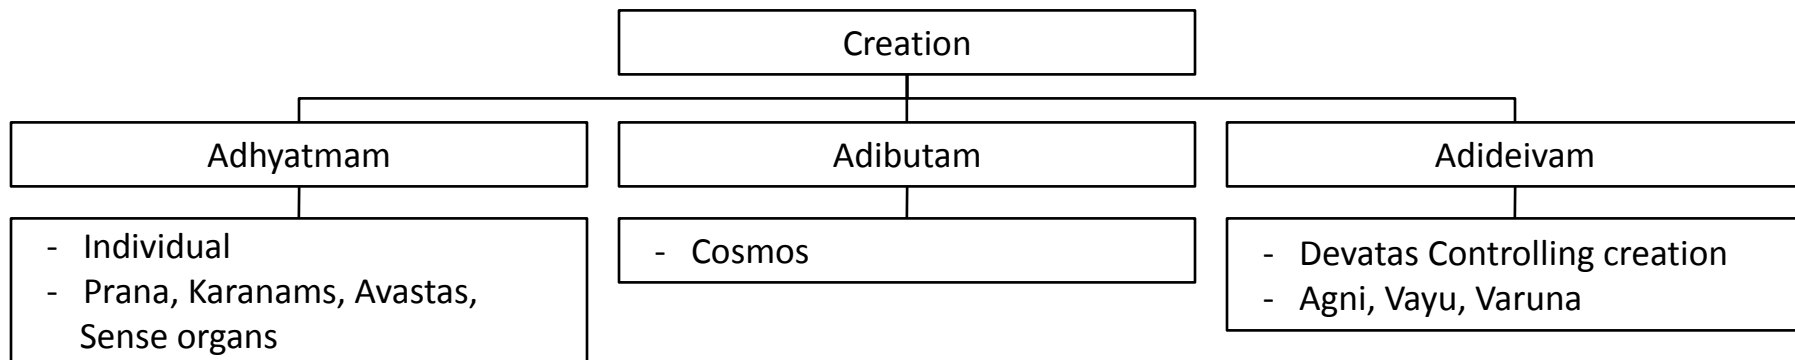 Creation
Adhyatmam
Adibutam
Adideivam
- Individual
- Prana, Karanams, Avastas,
Sense organs
- Cosmos
- Devatas Controlling creation
- Agni, Vayu, Varuna